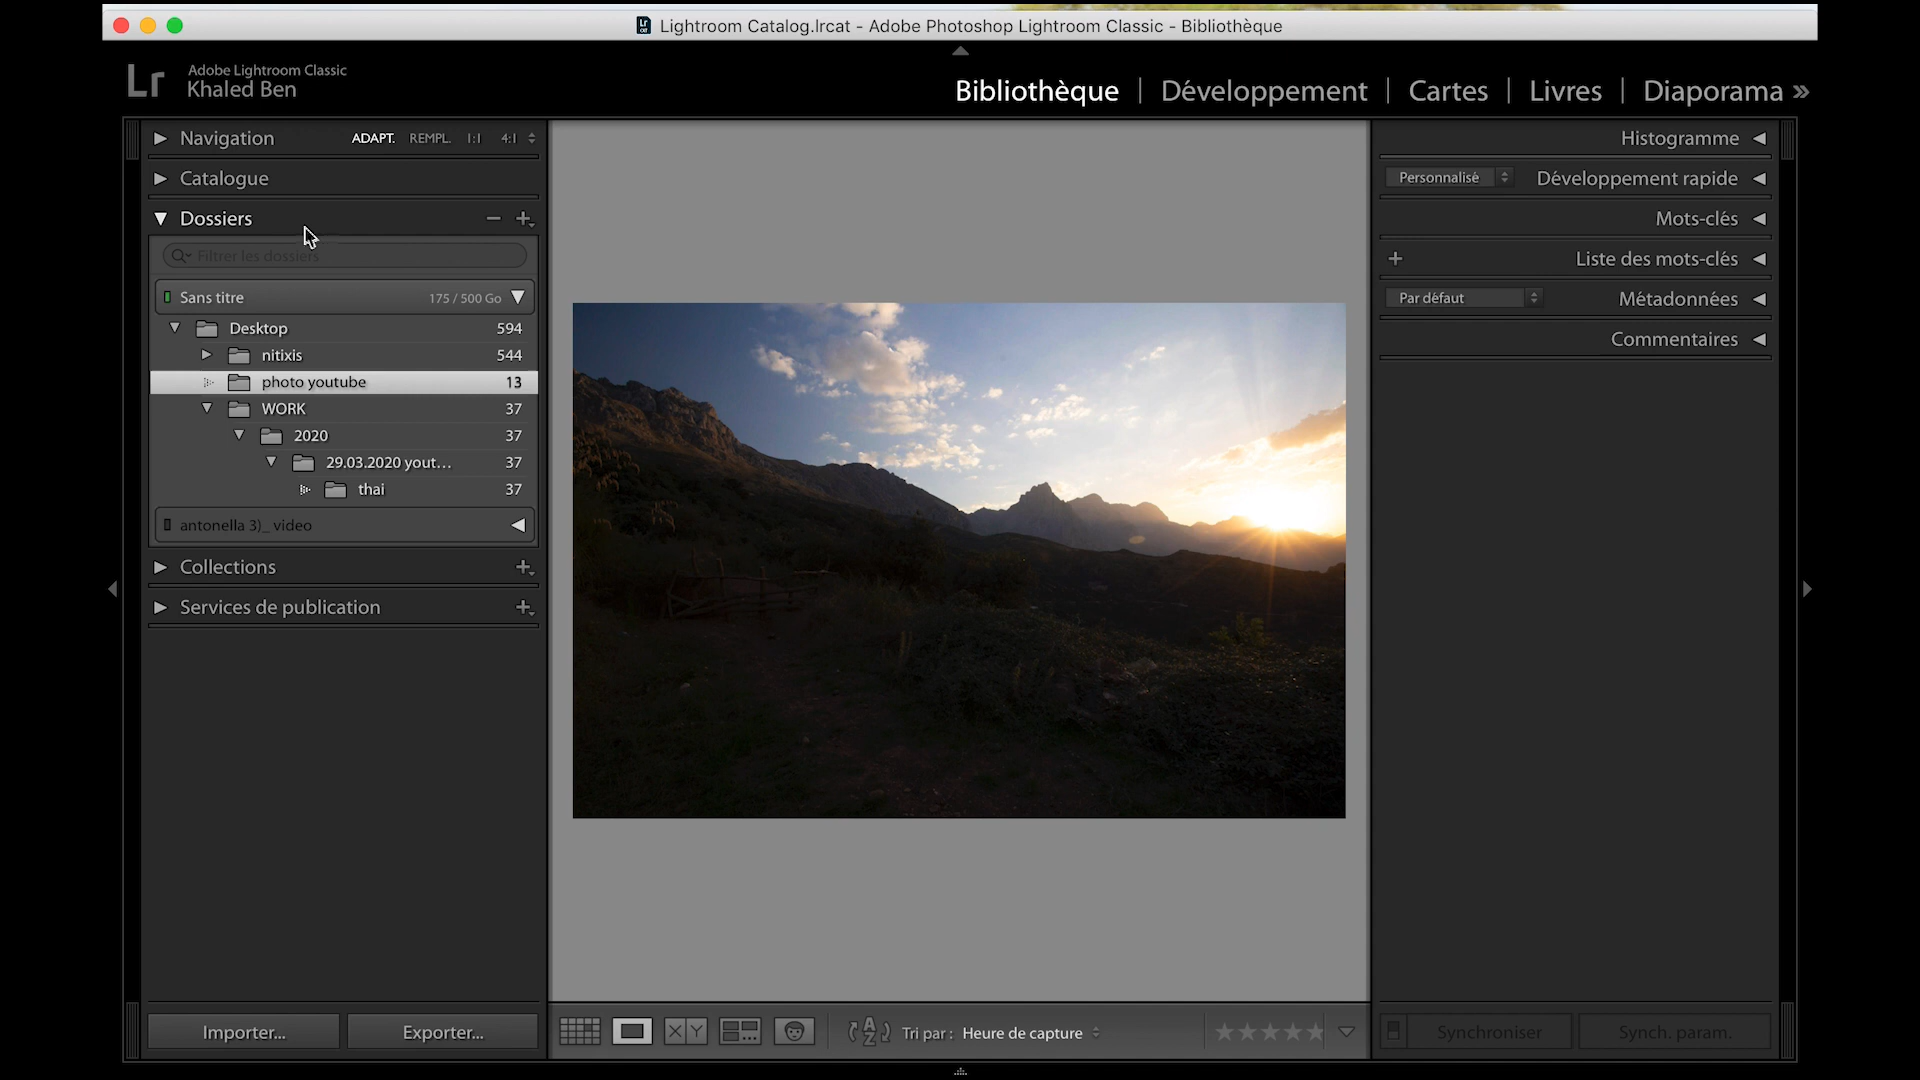 Lightroom Catalog.lrcat - Adobe Photoshop Lightroom Classic - Bibliothèque
Lr
Adobe Lightroom Classic
Khaled Ben
Bibliothèque | Développement | Cartes | Livres | Diaporama »
Navigation ADAPT. REMPL. 1:1 4:1
Catalogue
Dossiers
Filtrer les dossiers
Sans titre 175 / 500 Go
Desktop 594
nitixis 544
photo youtube 13
WORK 37
2020 37
29.03.2020 yout... 37
thai 37
antonella 3)_ video
Collections
Services de publication
Importer...
Exporter...
X Y
A Z
Tri par : Heure de capture
Histogramme
Personnalisé Développement rapide
Mots-clés
Liste des mots-clés
Par défaut Métadonnées
Commentaires
Synchroniser
Synch. param.